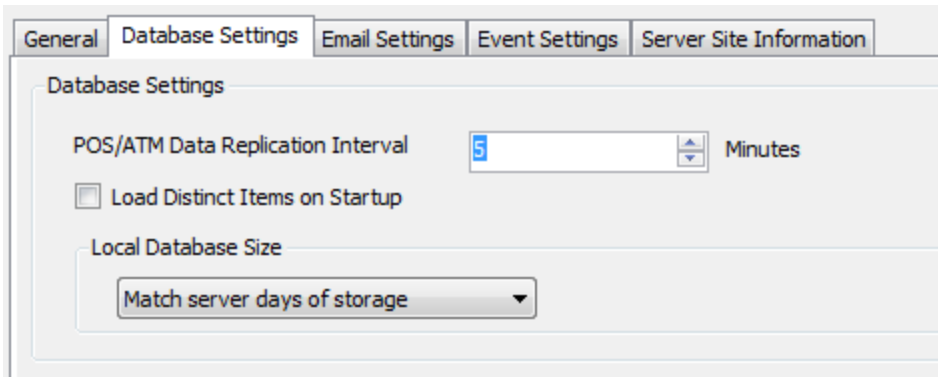 General Database Settings Email Settings Event Settings Server Site Information
Database Settings
POS/ATM Data Replication Interval 5 Minutes
Load Distinct Items on Startup
Local Database Size
Match server days of storage